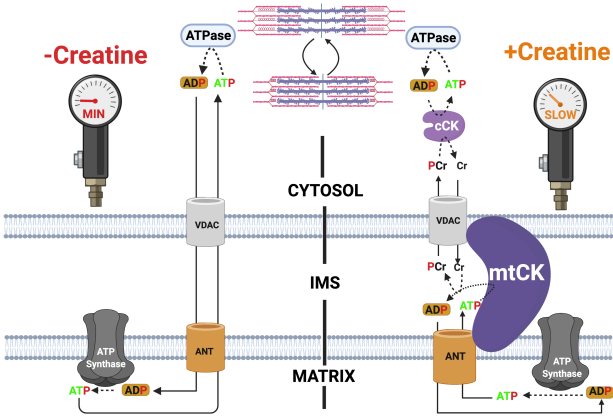 -Creatine
ATPase
ADP
ATP
MIN
VDAC
ANT
ATP
Synthase
ATP
ADP
CYTOSOL
IMS
MATRIX
+Creatine
ATPase
ADP
ATP
cCK
SLOW
PCr
Cr
VDAC
PCr
Cr
mtCK
ADP
ATP
ANT
ATP
Synthase
ATP
ADP